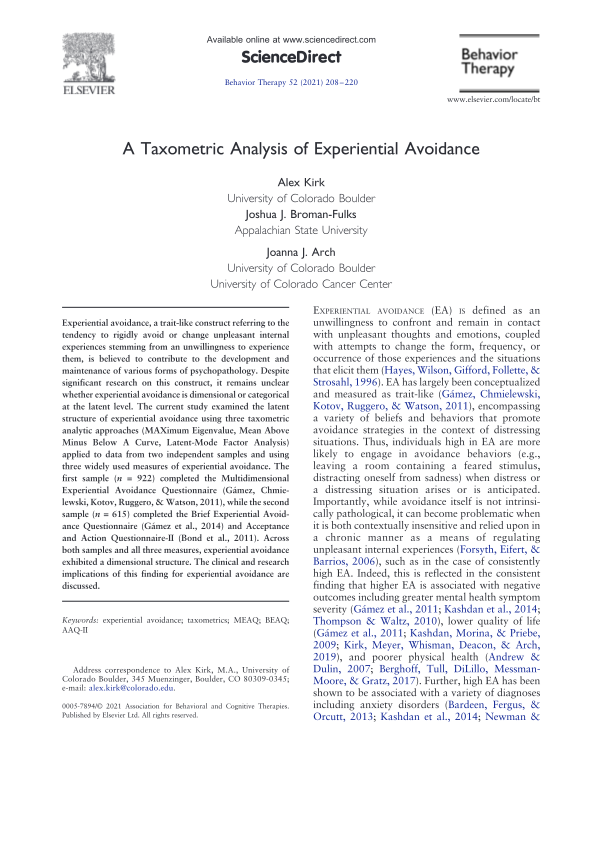 Available online at www.sciencedirect.com
ScienceDirect
Behavior Therapy 52 (2021) 208–220
ELSEVIER
Behavior
Therapy
www.elsevier.com/locate/bt
A Taxometric Analysis of Experiential Avoidance
Alex Kirk
University of Colorado Boulder
Joshua J. Broman-Fulks
Appalachian State University
Joanna J. Arch
University of Colorado Boulder
University of Colorado Cancer Center
Experiential avoidance, a trait-like construct referring to the
tendency to rigidly avoid or change unpleasant internal
experiences stemming from an unwillingness to experience
them, is believed to contribute to the development and
maintenance of various forms of psychopathology. Despite
significant research on this construct, it remains unclear
whether experiential avoidance is dimensional or categorical
at the latent level. The current study examined the latent
structure of experiential avoidance using three taxometric
analytic approaches (MAXimum Eigenvalue, Mean Above
Minus Below A Curve, Latent-Mode Factor Analysis)
applied to data from two independent samples and using
three widely used measures of experiential avoidance. The
first sample (n = 922) completed the Multidimensional
Experiential Avoidance Questionnaire (Gámez, Chmie-
lewski, Kotov, Ruggero, & Watson, 2011), while the second
sample (n = 615) completed the Brief Experiential Avoid-
ance Questionnaire (Gámez et al., 2014) and Acceptance
and Action Questionnaire-II (Bond et al., 2011). Across
both samples and all three measures, experiential avoidance
exhibited a dimensional structure. The clinical and research
implications of this finding for experiential avoidance are
discussed.
Keywords: experiential avoidance; taxometrics; MEAQ; BEAQ;
AAQ-II
Address correspondence to Alex Kirk, M.A., University of
Colorado Boulder, 345 Muenzinger, Boulder, CO 80309-0345;
e-mail: alex.kirk@colorado.edu.
0005-7894/© 2021 Association for Behavioral and Cognitive Therapies.
Published by Elsevier Ltd. All rights reserved.
EXPERIENTIAL AVOIDANCE (EA) IS defined as an
unwillingness to confront and remain in contact
with unpleasant thoughts and emotions, coupled
with attempts to change the form, frequency, or
occurrence of those experiences and the situations
that elicit them (Hayes, Wilson, Gifford, Follette, &
Strosahl, 1996). EA has largely been conceptualized
and measured as trait-like (Gámez, Chmielewski,
Kotov, Ruggero, & Watson, 2011), encompassing
a variety of beliefs and behaviors that promote
avoidance strategies in the context of distressing
situations. Thus, individuals high in EA are more
likely to engage in avoidance behaviors (e.g.,
leaving a room containing a feared stimulus,
distracting oneself from sadness) when distress or
a distressing situation arises or is anticipated.
Importantly, while avoidance itself is not intrinsi-
cally pathological, it can become problematic when
it is both contextually insensitive and relied upon in
a chronic manner as a means of regulating
unpleasant internal experiences (Forsyth, Eifert, &
Barrios, 2006), such as in the case of consistently
high EA. Indeed, this is reflected in the consistent
finding that higher EA is associated with negative
outcomes including greater mental health symptom
severity (Gámez et al., 2011; Kashdan et al., 2014;
Thompson & Waltz, 2010), lower quality of life
(Gámez et al., 2011; Kashdan, Morina, & Priebe,
2009; Kirk, Meyer, Whisman, Deacon, & Arch,
2019), and poorer physical health (Andrew &
Dulin, 2007; Berghoff, Tull, DiLillo, Messman-
Moore, & Gratz, 2017). Further, high EA has been
shown to be associated with a variety of diagnoses
including anxiety disorders (Bardeen, Fergus, &
Orcutt, 2013; Kashdan et al., 2014; Newman &